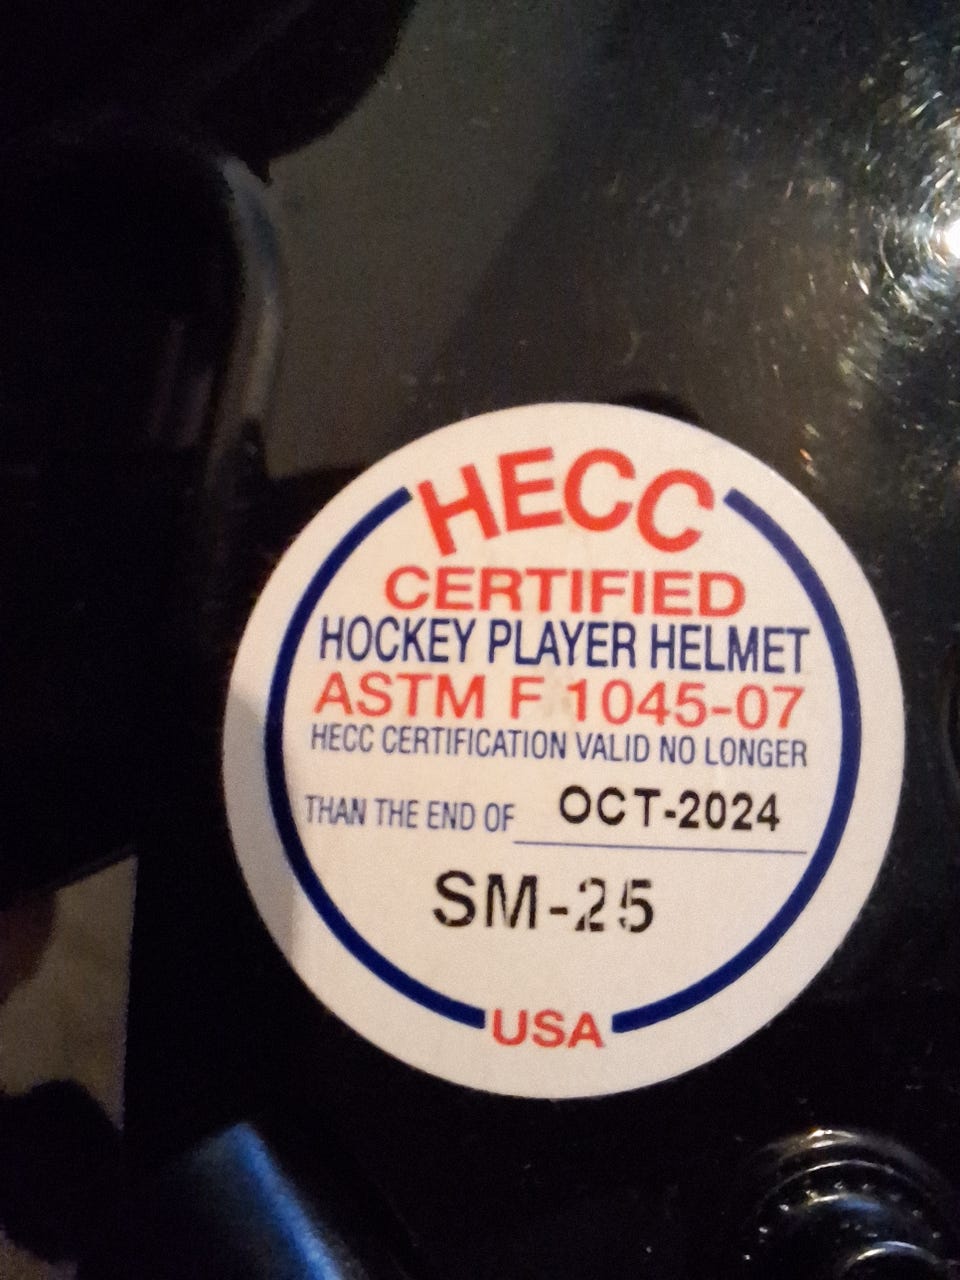 HECC
CERTIFIED
HOCKEY PLAYER HELMET
ASTM F 1045-07
HECC CERTIFICATION VALID NO LONGER
THAN THE END OF OCT-2024
SM-25
USA